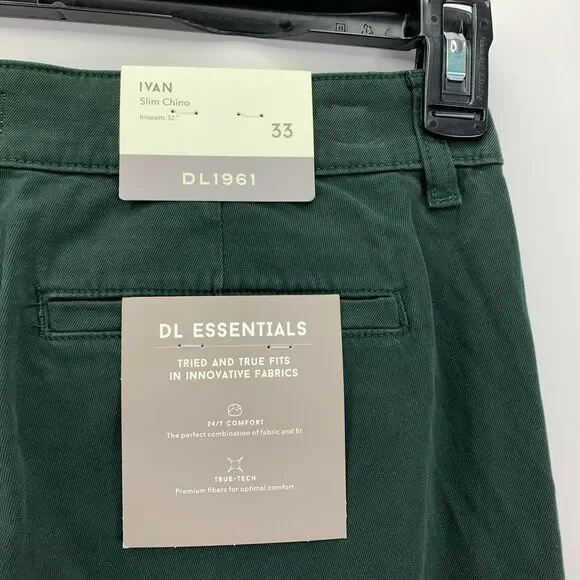 IVAN
Slim Chino
Inseam 32"
33
DL1961
DL ESSENTIALS
TRIED AND TRUE FITS
IN INNOVATIVE FABRICS
24/7 COMFORT
The perfect combination of fabric and fit
TRUE-TECH
Premium fibers for optimal comfort